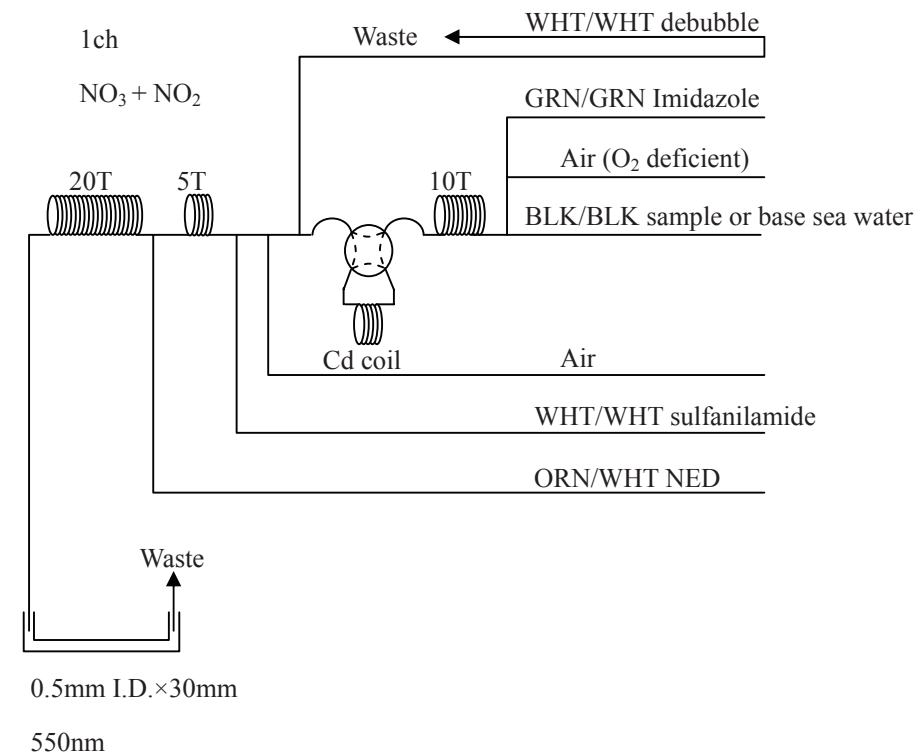 1ch
NO₃ + NO₂
Waste
WHT/WHT debubble
GRN/GRN Imidazole
Air (O₂ deficient)
20T
5T
10T
BLK/BLK sample or base sea water
Cd coil
Air
WHT/WHT sulfanilamide
ORN/WHT NED
Waste
0.5mm I.D.×30mm
550nm